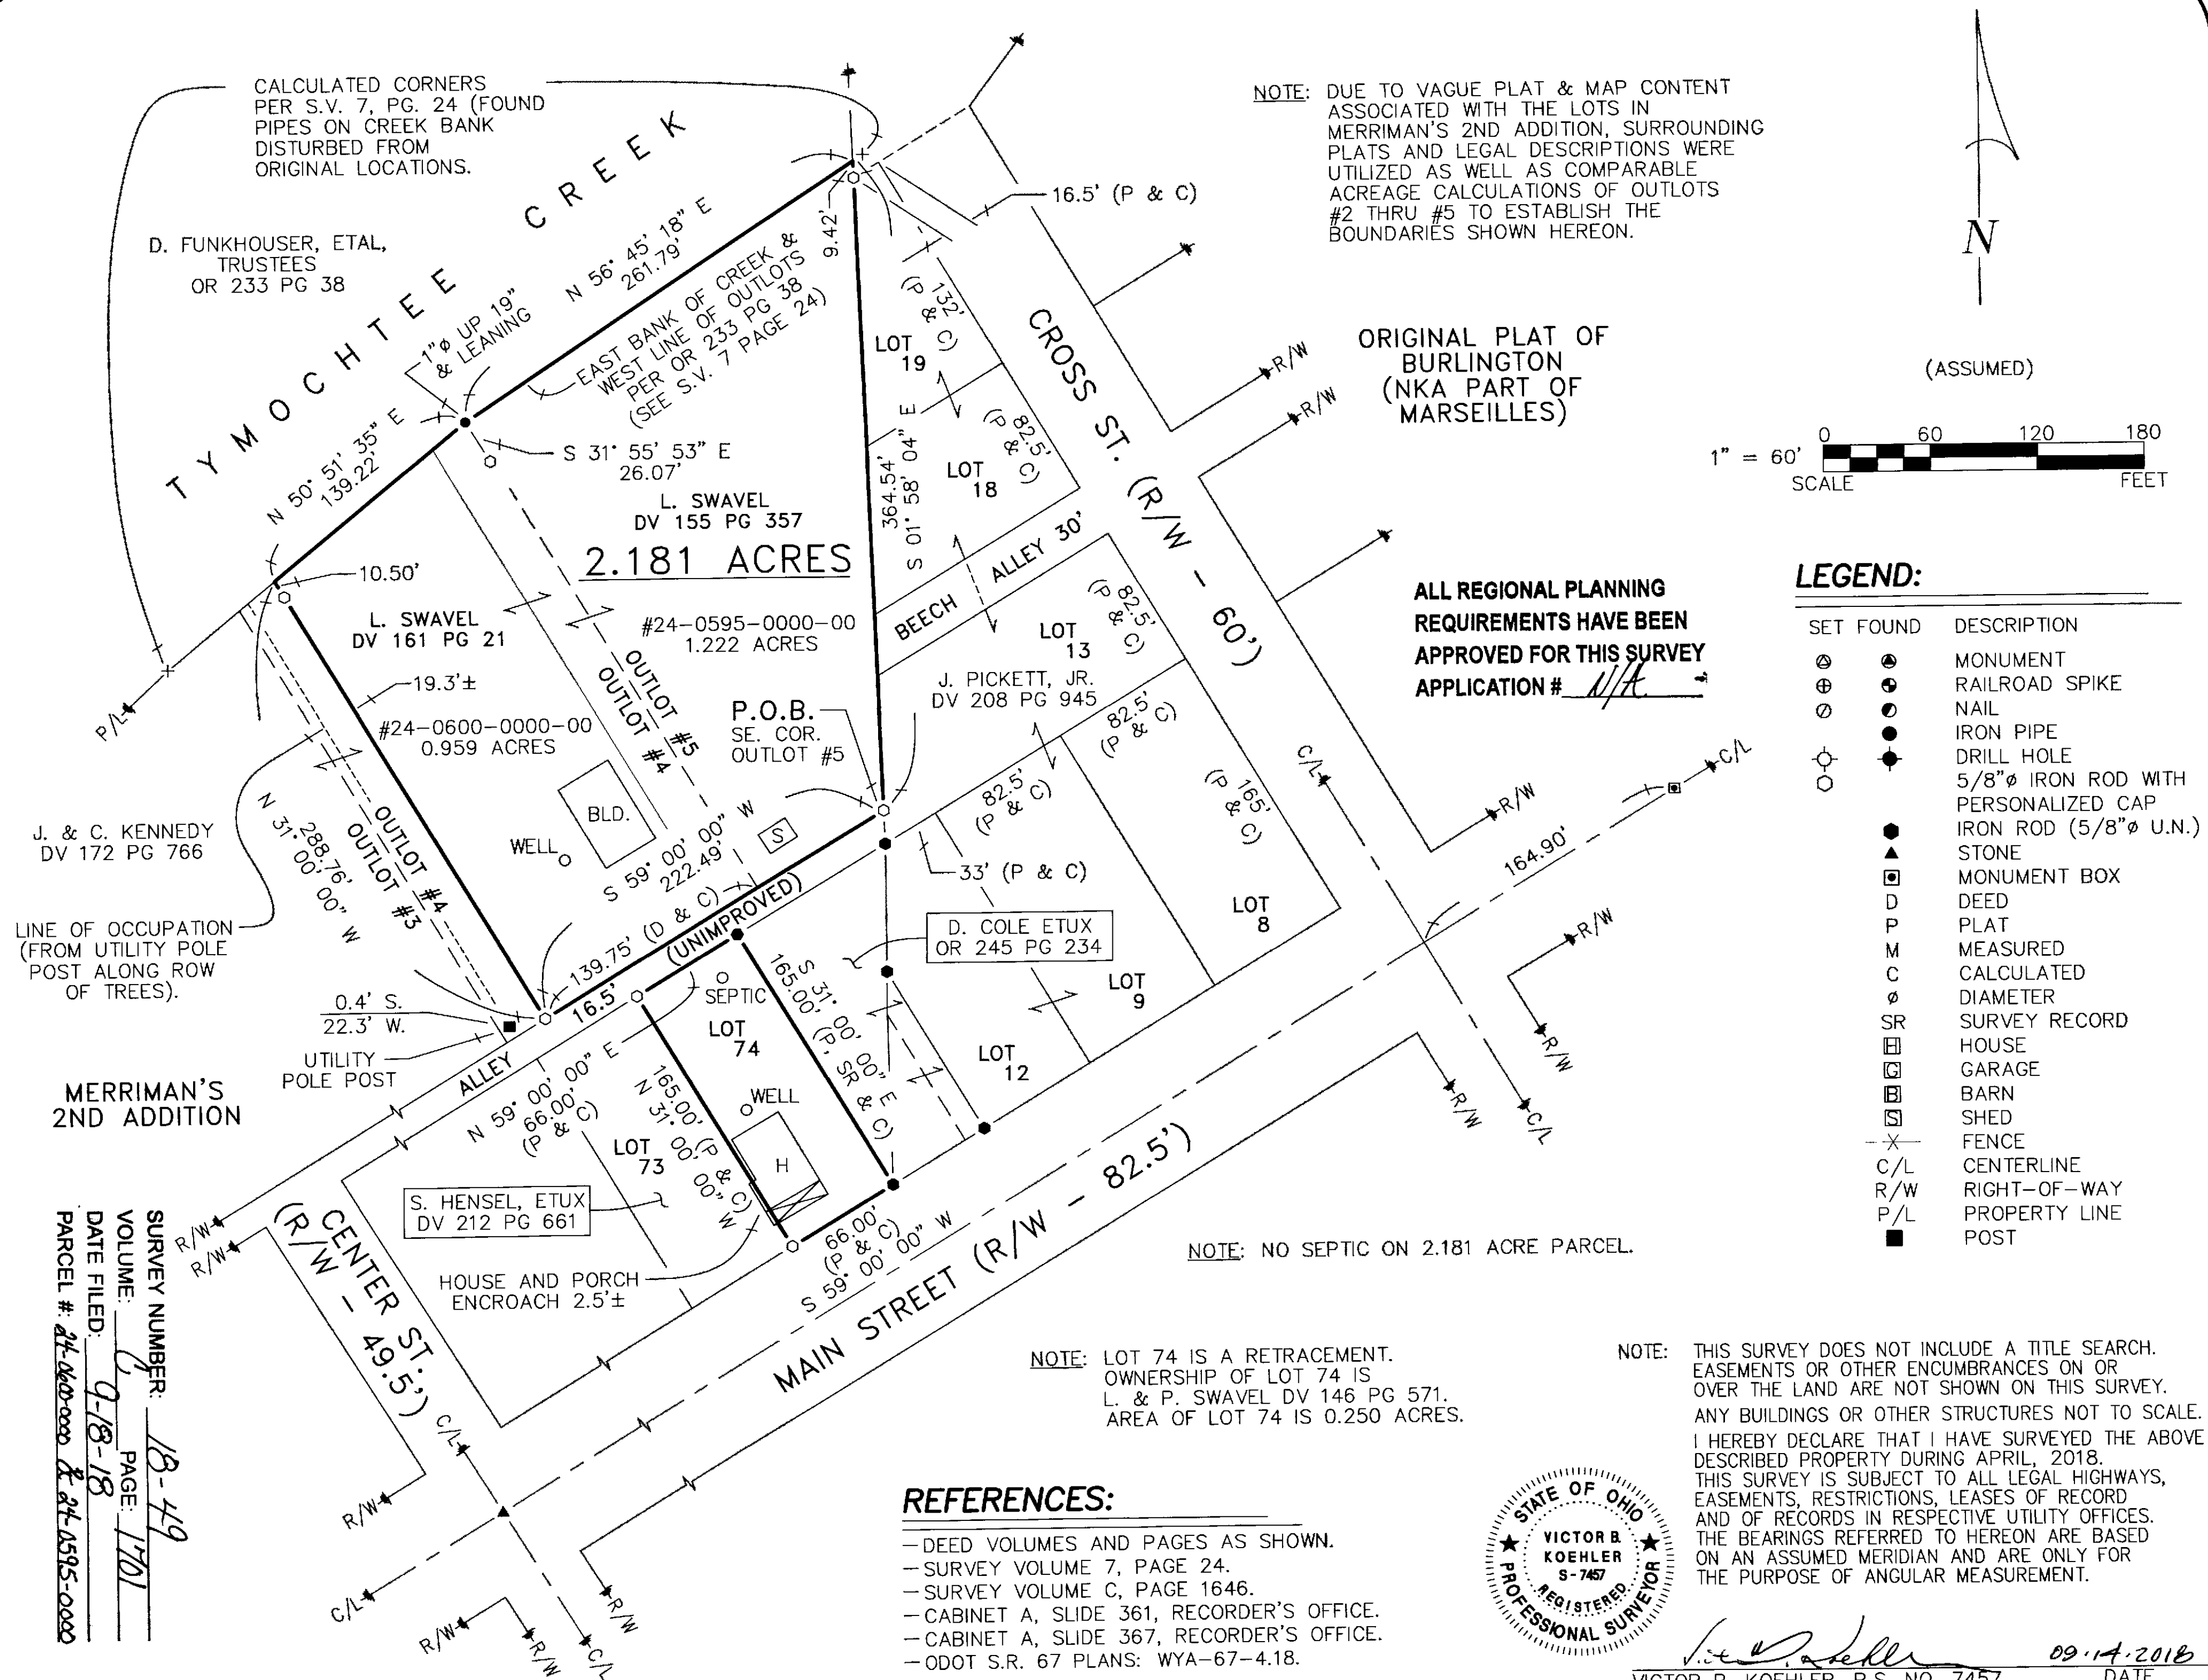 CALCULATED CORNERS
PER S.V. 7, PG. 24 (FOUND
PIPES ON CREEK BANK
DISTURBED FROM
ORIGINAL LOCATIONS.
D. FUNKHOUSER, ETAL,
TRUSTEES
OR 233 PG 38
TYMOCHTEE CREEK
NOTE: DUE TO VAGUE PLAT & MAP CONTENT
ASSOCIATED WITH THE LOTS IN
MERRIMAN'S 2ND ADDITION, SURROUNDING
PLATS AND LEGAL DESCRIPTIONS WERE
UTILIZED AS WELL AS COMPARABLE
ACREAGE CALCULATIONS OF OUTLOTS
#2 THRU #5 TO ESTABLISH THE
BOUNDARIES SHOWN HEREON.
N
(ASSUMED)
1" = 60'
0 60 120 180
SCALE FEET
16.5' (P & C)
N 56° 45' 18" E
261.79'
9.42'
EAST BANK OF CREEK &
WEST LINE OF OUTLOTS
PER OR 233 PG 38
(SEE S.V. 7 PAGE 24)
1"ø UP 19"
& LEANING
N 50° 51' 35" E
139.22'
S 31° 55' 53" E
26.07'
L. SWAVEL
DV 155 PG 357
2.181 ACRES
364.54'
S 01° 58' 04" E
132'
(P & C)
LOT
19
82.5'
(P & C)
LOT
18
CROSS ST. (R/W - 60')
ORIGINAL PLAT OF
BURLINGTON
(NKA PART OF
MARSEILLES)
R/W
R/W
BEECH ALLEY 30'
10.50'
L. SWAVEL
DV 161 PG 21
#24-0595-0000-00
1.222 ACRES
19.3'±
#24-0600-0000-00
0.959 ACRES
OUTLOT #5
OUTLOT #4
P.O.B.
SE. COR.
OUTLOT #5
LOT
13
82.5'
(P & C)
J. PICKETT, JR.
DV 208 PG 945
82.5'
(P & C)
ALL REGIONAL PLANNING
REQUIREMENTS HAVE BEEN
APPROVED FOR THIS SURVEY
APPLICATION # N/A
P/L
J. & C. KENNEDY
DV 172 PG 766
OUTLOT #4
OUTLOT #3
288.76'
N 31° 00' 00" W
LINE OF OCCUPATION
(FROM UTILITY POLE
POST ALONG ROW
OF TREES).
WELL
BLD.
S 59° 00' 00" W
222.49'
S
82.5'
(P & C)
165'
(P & C)
33' (P & C)
139.75' (D & C)
(UNIMPROVED)
16.5'
0.4' S.
22.3' W.
UTILITY
POLE POST
ALLEY
D. COLE ETUX
OR 245 PG 234
LOT
8
LOT
9
LOT
12
C/L
R/W
C/L
164.90'
R/W
R/W
R/W
C/L
MERRIMAN'S
2ND ADDITION
SEPTIC
LOT
74
WELL
H
S 31° 00' 00" E
165.00' (P, SR & C)
N 59° 00' 00" E
66.00'
(P & C)
LOT
73
165.00' (P & C)
N 31° 00' 00" W
S. HENSEL, ETUX
DV 212 PG 661
HOUSE AND PORCH
ENCROACH 2.5'±
66.00'
(P & C)
S 59° 00' 00" W
MAIN STREET (R/W - 82.5')
CENTER ST.
(R/W - 49.5')
R/W
R/W
C/L
R/W
C/L
R/W
R/W
C/L
R/W
LEGEND:
SET FOUND DESCRIPTION
MONUMENT
RAILROAD SPIKE
NAIL
IRON PIPE
DRILL HOLE
5/8"ø IRON ROD WITH
PERSONALIZED CAP
IRON ROD (5/8"ø U.N.)
STONE
MONUMENT BOX
D DEED
P PLAT
M MEASURED
C CALCULATED
ø DIAMETER
SR SURVEY RECORD
H HOUSE
G GARAGE
B BARN
S SHED
-X- FENCE
C/L CENTERLINE
R/W RIGHT-OF-WAY
P/L PROPERTY LINE
POST
NOTE: NO SEPTIC ON 2.181 ACRE PARCEL.
NOTE: LOT 74 IS A RETRACEMENT.
OWNERSHIP OF LOT 74 IS
L. & P. SWAVEL DV 146 PG 571.
AREA OF LOT 74 IS 0.250 ACRES.
NOTE: THIS SURVEY DOES NOT INCLUDE A TITLE SEARCH.
EASEMENTS OR OTHER ENCUMBRANCES ON OR
OVER THE LAND ARE NOT SHOWN ON THIS SURVEY.
ANY BUILDINGS OR OTHER STRUCTURES NOT TO SCALE.
I HEREBY DECLARE THAT I HAVE SURVEYED THE ABOVE
DESCRIBED PROPERTY DURING APRIL, 2018.
THIS SURVEY IS SUBJECT TO ALL LEGAL HIGHWAYS,
EASEMENTS, RESTRICTIONS, LEASES OF RECORD
AND OF RECORDS IN RESPECTIVE UTILITY OFFICES.
THE BEARINGS REFERRED TO HEREON ARE BASED
ON AN ASSUMED MERIDIAN AND ARE ONLY FOR
THE PURPOSE OF ANGULAR MEASUREMENT.
REFERENCES:
-DEED VOLUMES AND PAGES AS SHOWN.
-SURVEY VOLUME 7, PAGE 24.
-SURVEY VOLUME C, PAGE 1646.
-CABINET A, SLIDE 361, RECORDER'S OFFICE.
-CABINET A, SLIDE 367, RECORDER'S OFFICE.
-ODOT S.R. 67 PLANS: WYA-67-4.18.
STATE OF OHIO
VICTOR B.
KOEHLER
S-7457
REGISTERED
PROFESSIONAL SURVEYOR
09-14-2018
VICTOR B. KOEHLER, P.S. NO. 7457 DATE
SURVEY NUMBER: 18-49
VOLUME: C PAGE: 1701
DATE FILED: 9-18-18
PARCEL #: 24-0600-0000 & 24-0595-0000